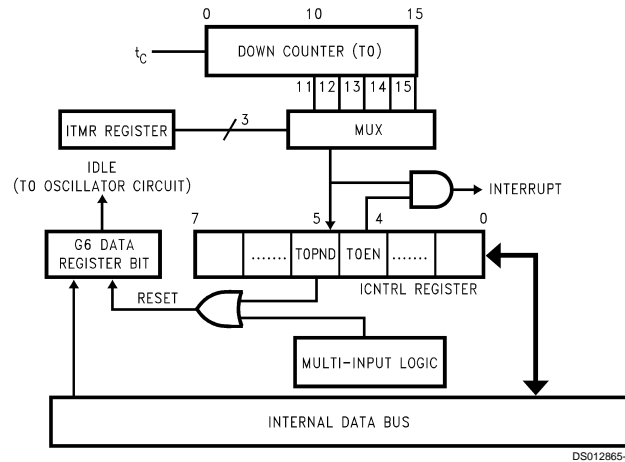 0 10 15
DOWN COUNTER (T0)
tC
11 12 13 14 15
ITMR REGISTER
3
MUX
IDLE
(TO OSCILLATOR CIRCUIT)
INTERRUPT
7 5 4 0
G6 DATA
REGISTER BIT
....... T0PND T0EN .......
ICNTRL REGISTER
RESET
MULTI-INPUT LOGIC
INTERNAL DATA BUS
DS012865-